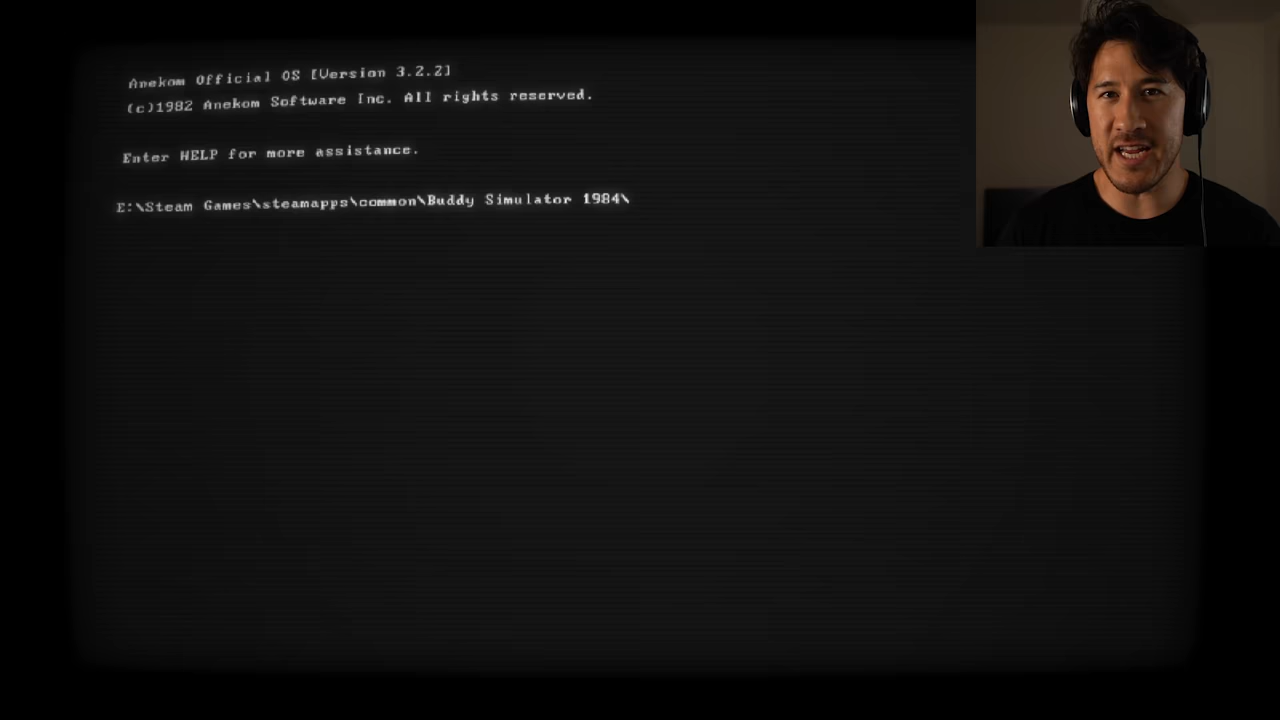 Anekom Official OS [Version 3.2.2]
(c)1982 Anekom Software Inc. All rights reserved.
Enter HELP for more assistance.
E:\Steam Games\steamapps\common\Buddy Simulator 1984\